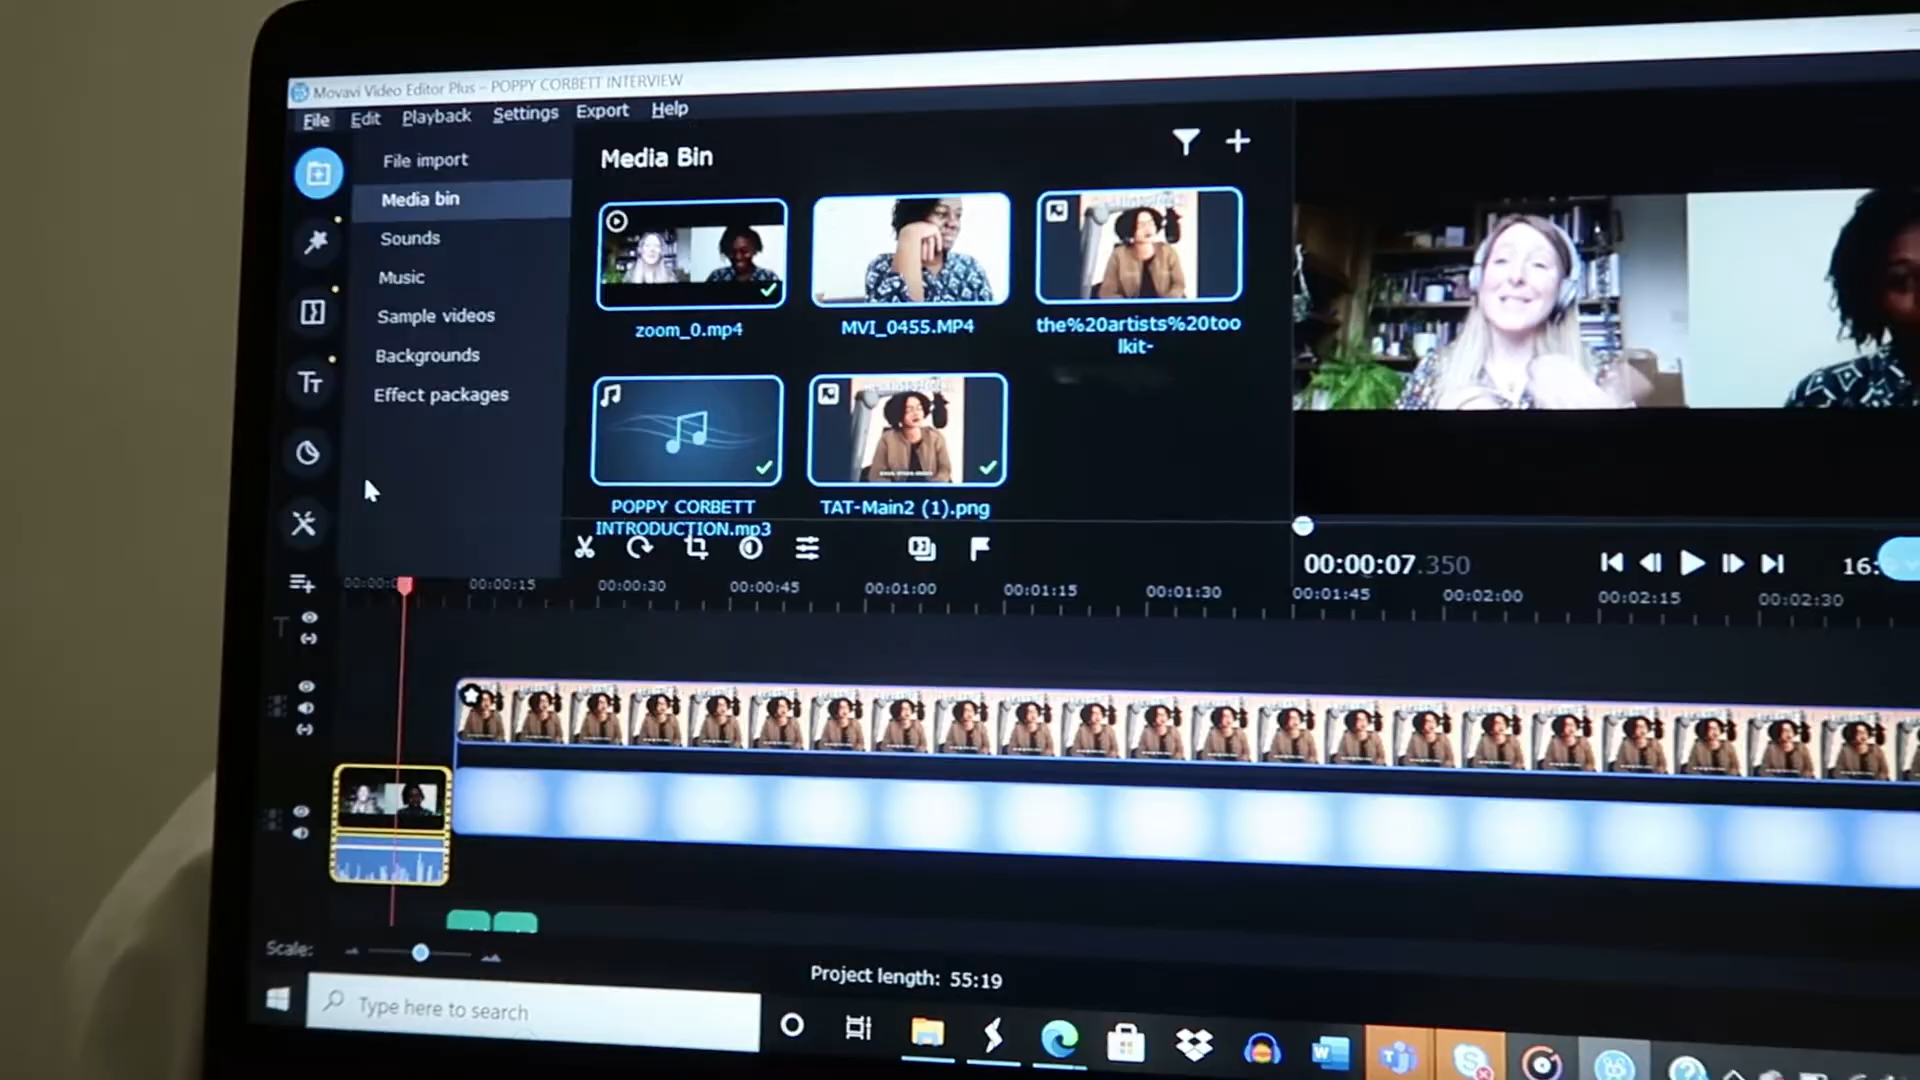 Movavi Video Editor Plus – POPPY CORBETT INTERVIEW
File Edit Playback Settings Export Help
File import
Media bin
Sounds
Music
Sample videos
Backgrounds
Effect packages
Media Bin
zoom_0.mp4
MVI_0455.MP4
the%20artists%20too
lkit-
POPPY CORBETT
INTRODUCTION.mp3
TAT-Main2 (1).png
00:00:07.350
16:
00:00:15 00:00:30 00:00:45 00:01:00 00:01:15 00:01:30 00:01:45 00:02:00 00:02:15 00:02:30
Scale:
Project length: 55:19
Type here to search